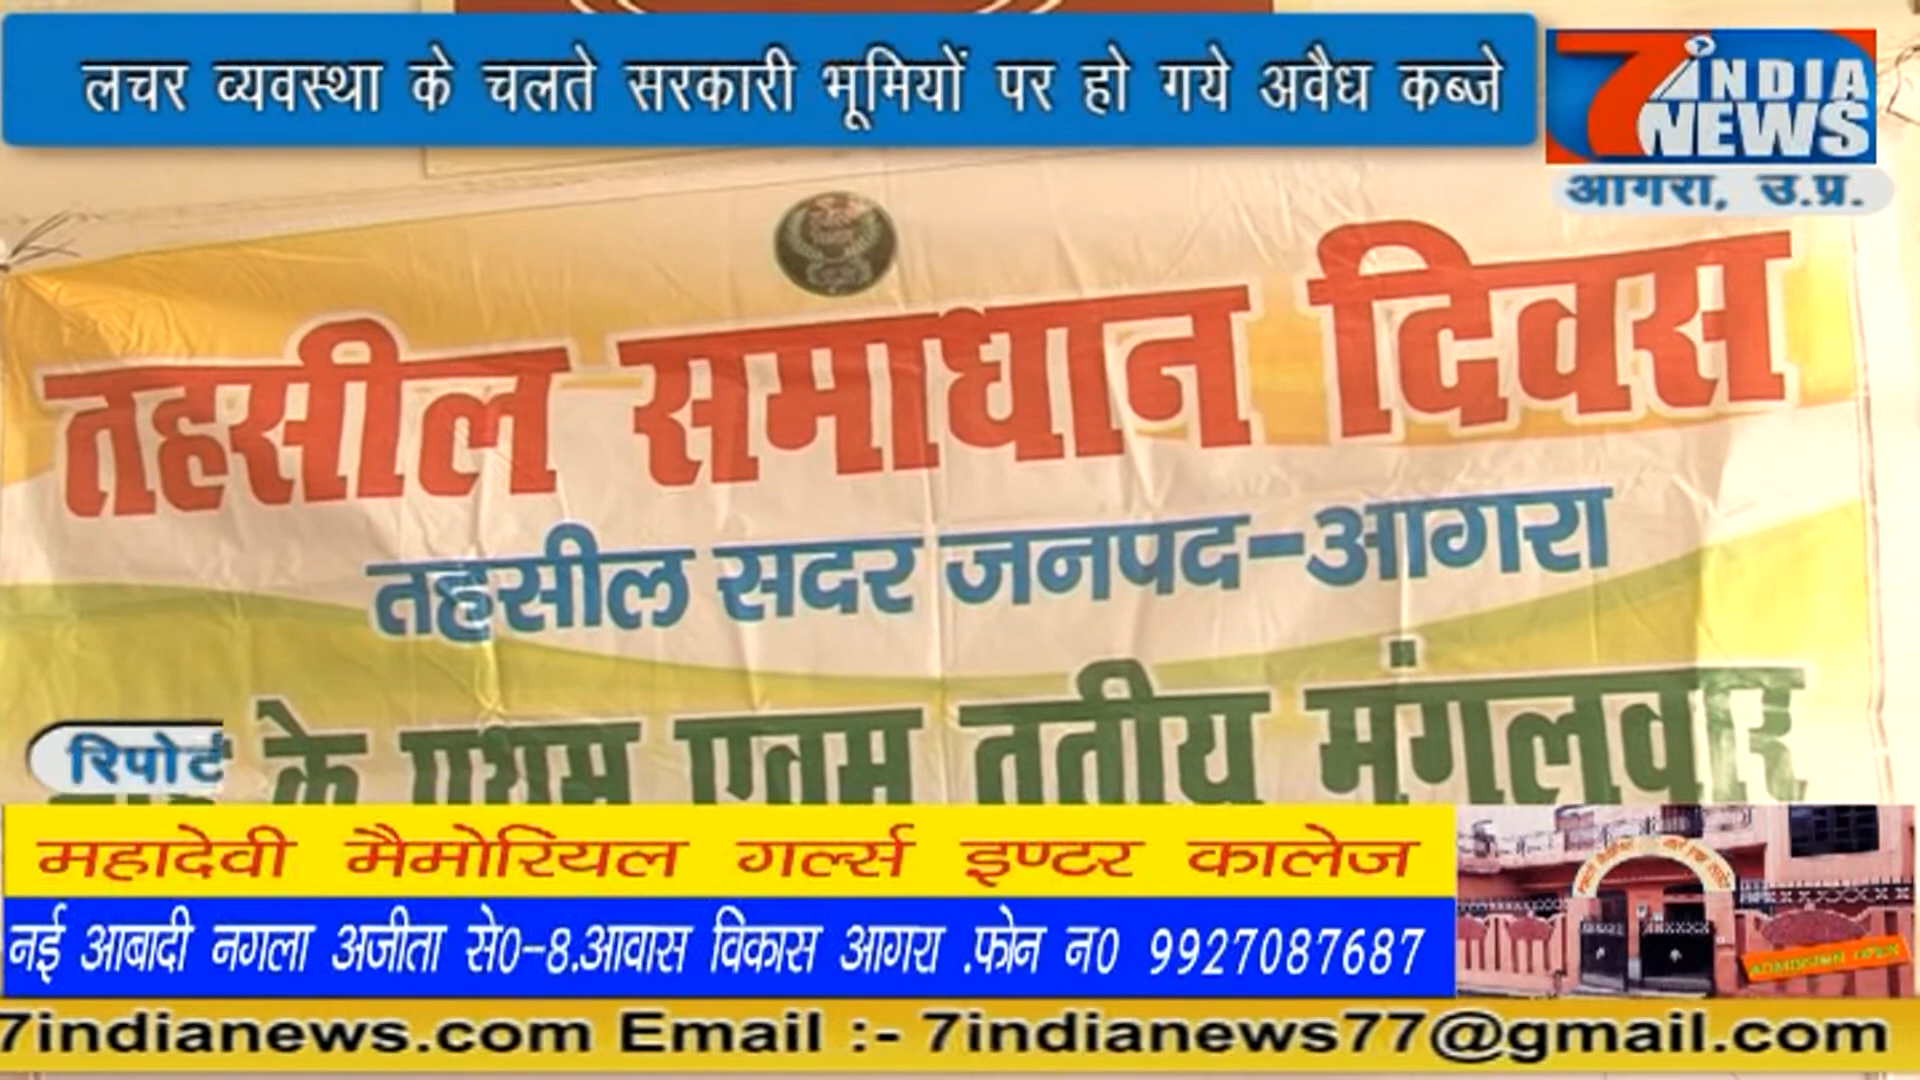 लचर व्यवस्था के चलते सरकारी भूमियों पर हो गये अवैध कब्जे
7 INDIA NEWS
आगरा, उ.प्र.
तहसील समाधान दिवस
तहसील सदर जनपद-आगरा
के प्रथम एवम तृतीय मंगलवार
रिपोर्ट
महादेवी मैमोरियल गर्ल्स इण्टर कालेज
नई आबादी नगला अजीता से0-8.आवास विकास आगरा .फोन न0 9927087687
ADMISSION OPEN
7indianews.com Email :- 7indianews77@gmail.com